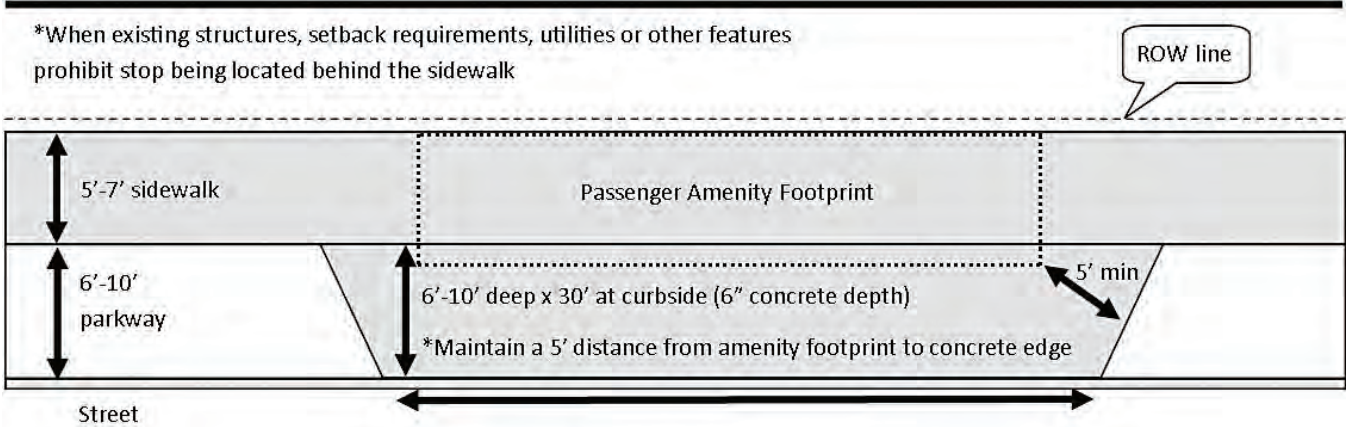 *When existing structures, setback requirements, utilities or other features
prohibit stop being located behind the sidewalk
ROW line
5’-7’ sidewalk
Passenger Amenity Footprint
6’-10’
parkway
5’ min
6’-10’ deep x 30’ at curbside (6” concrete depth)
*Maintain a 5’ distance from amenity footprint to concrete edge
Street